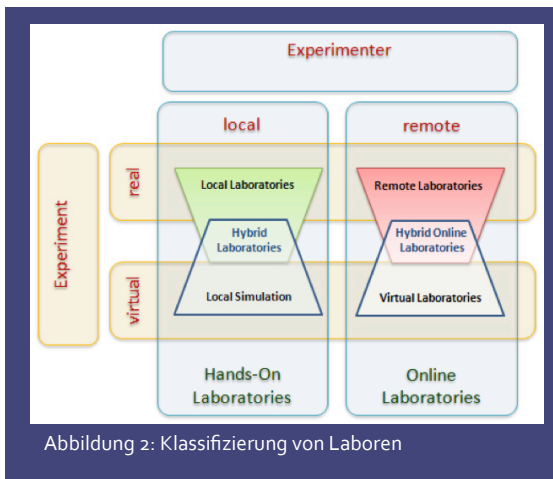 Experimenter
local
remote
Experiment
real
Local Laboratories
Remote Laboratories
Hybrid
Laboratories
Hybrid Online
Laboratories
virtual
Local Simulation
Virtual Laboratories
Hands-On
Laboratories
Online
Laboratories
Abbildung 2: Klassifizierung von Laboren